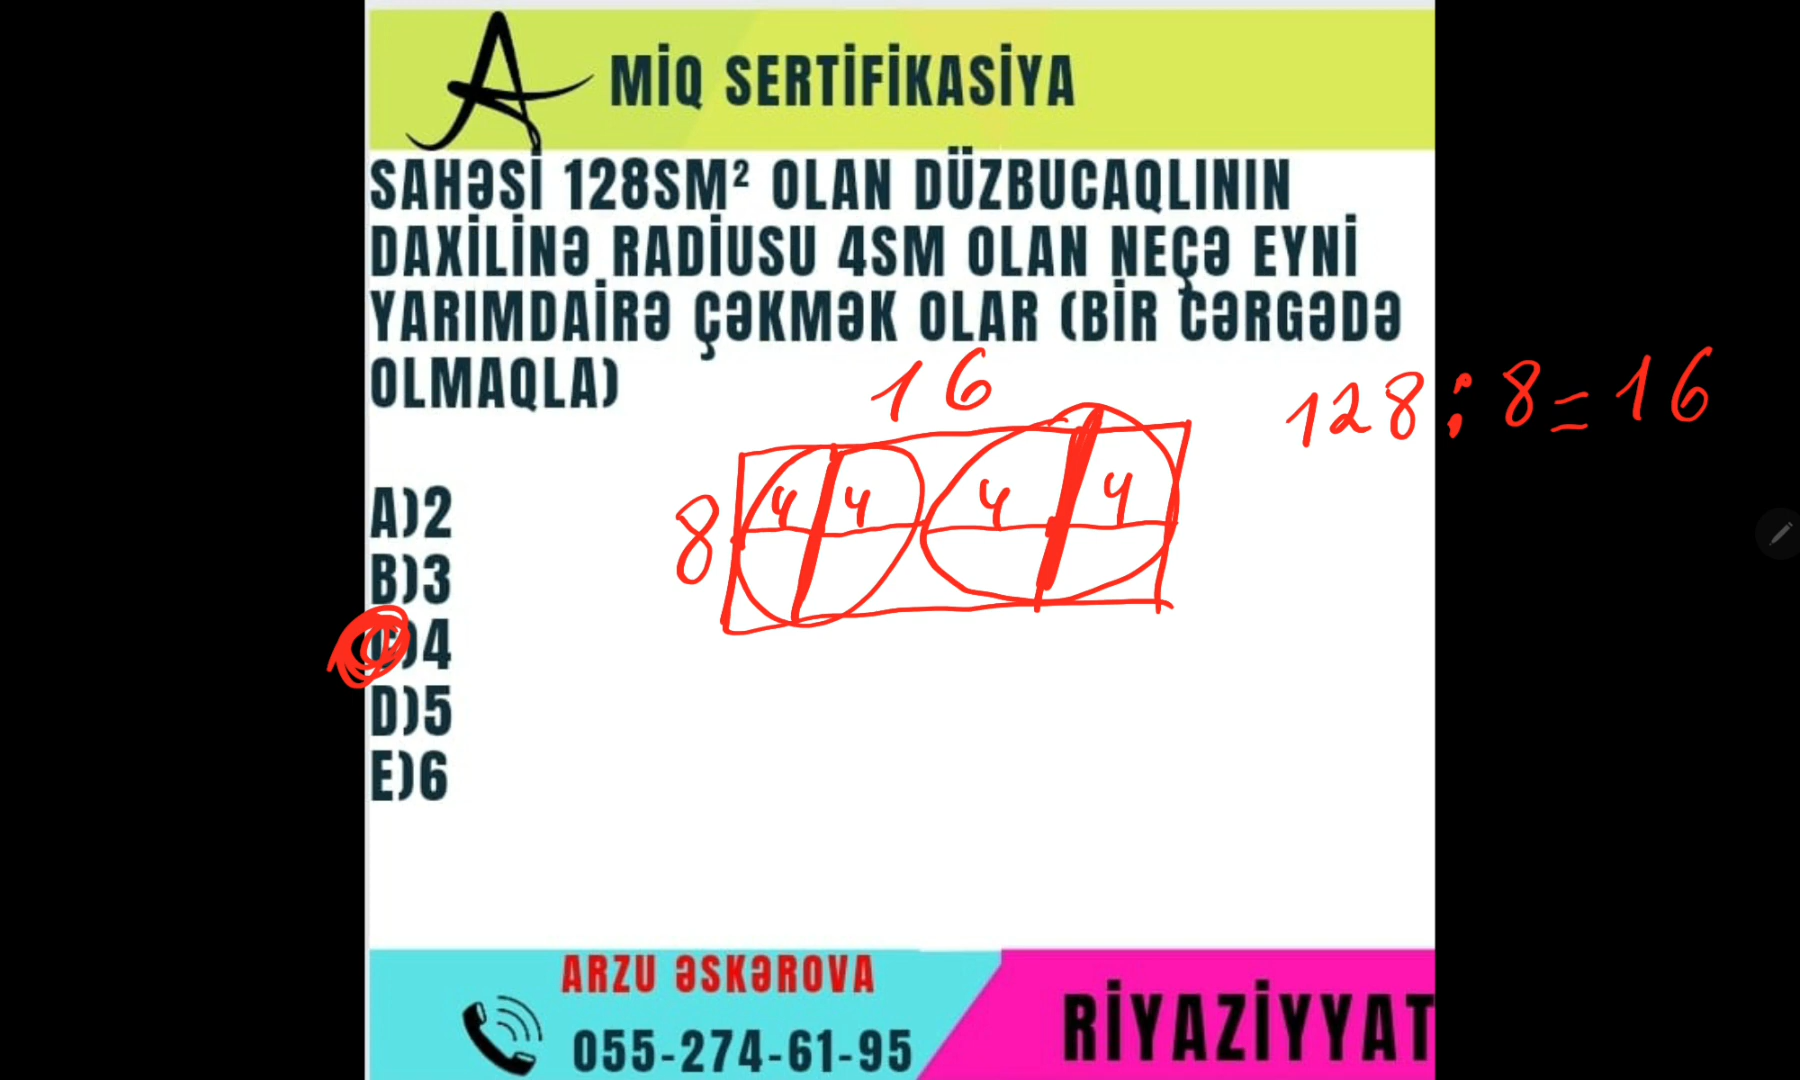 MİQ SERTİFİKASİYA
SAHƏSİ 128SM² OLAN DÜZBUCAQLININ
DAXİLİNƏ RADİUSU 4SM OLAN NEÇƏ EYNİ
YARIMDAİRƏ ÇƏKMƏK OLAR (BİR CƏRGƏDƏ
OLMAQLA)
16
128:8=16
8
4 4 4 4
A)2
B)3
C)4
D)5
E)6
ARZU ƏSKƏROVA
055-274-61-95
RİYAZİYYAT